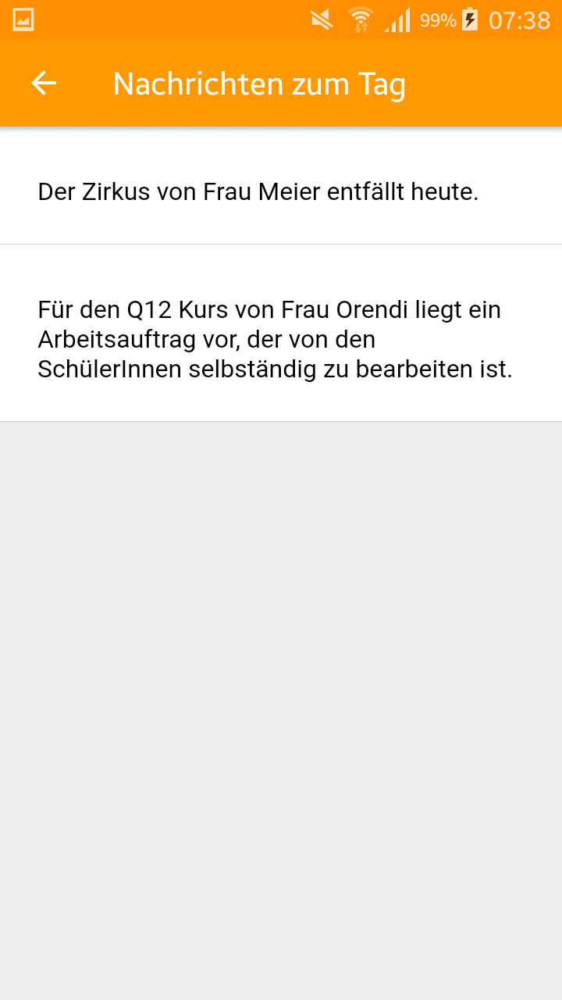 99% 07:38
Nachrichten zum Tag
Der Zirkus von Frau Meier entfällt heute.
Für den Q12 Kurs von Frau Orendi liegt ein
Arbeitsauftrag vor, der von den
SchülerInnen selbständig zu bearbeiten ist.